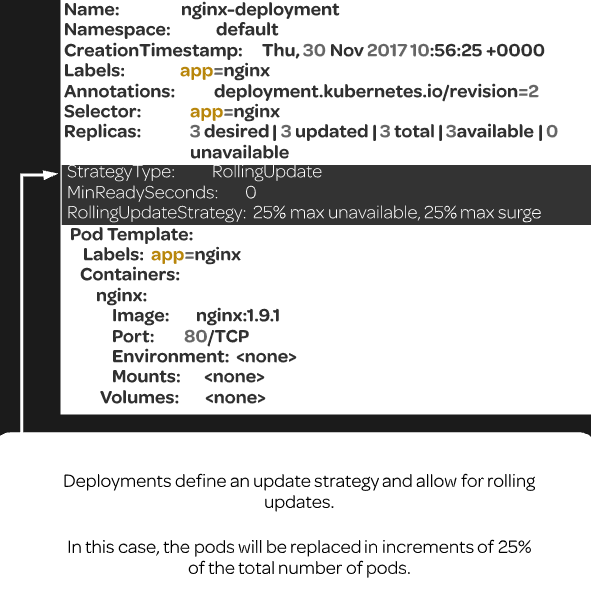 Name: nginx-deployment
Namespace: default
CreationTimestamp: Thu, 30 Nov 2017 10:56:25 +0000
Labels: app=nginx
Annotations: deployment.kubernetes.io/revision=2
Selector: app=nginx
Replicas: 3 desired | 3 updated | 3 total | 3 available | 0
unavailable
StrategyType: RollingUpdate
MinReadySeconds: 0
RollingUpdateStrategy: 25% max unavailable, 25% max surge
Pod Template:
Labels: app=nginx
Containers:
nginx:
Image: nginx:1.9.1
Port: 80/TCP
Environment: <none>
Mounts: <none>
Volumes: <none>
Deployments define an update strategy and allow for rolling
updates.
In this case, the pods will be replaced in increments of 25%
of the total number of pods.